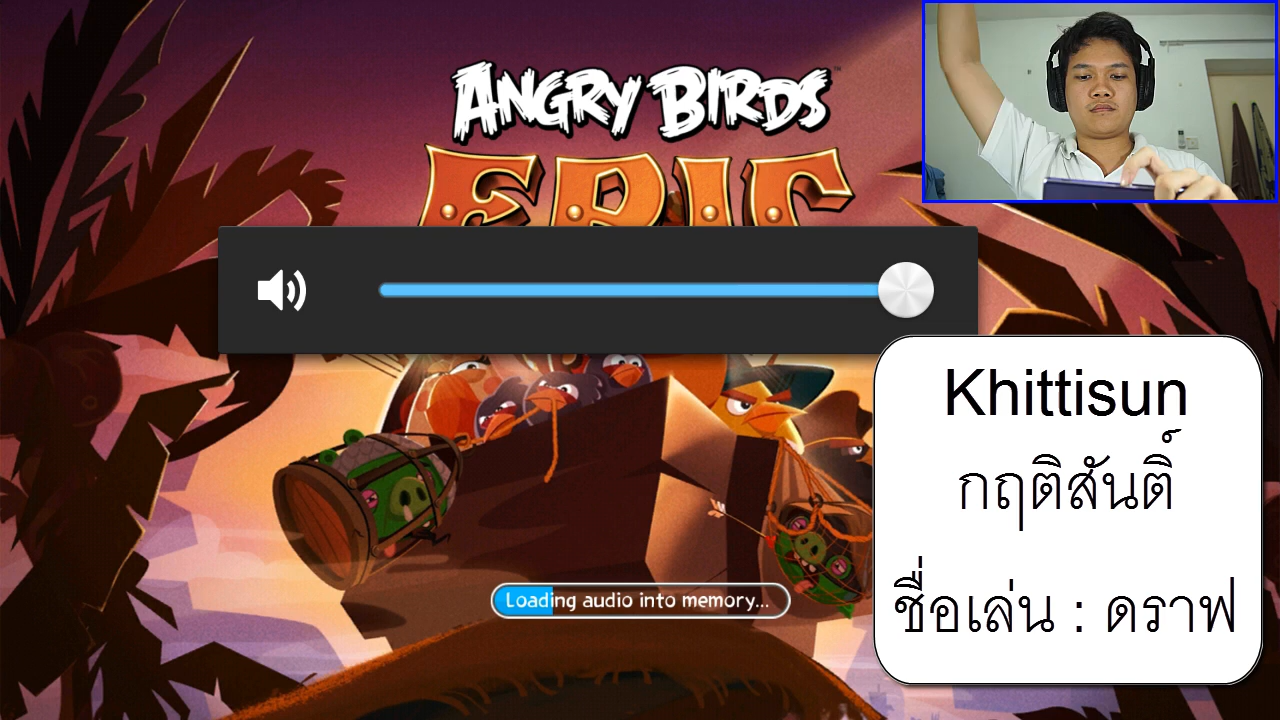 ANGRY BIRDS
EPIC
Khittisun
กฤติสันติ์
ชื่อเล่น : ดราฟ
Loading audio into memory...